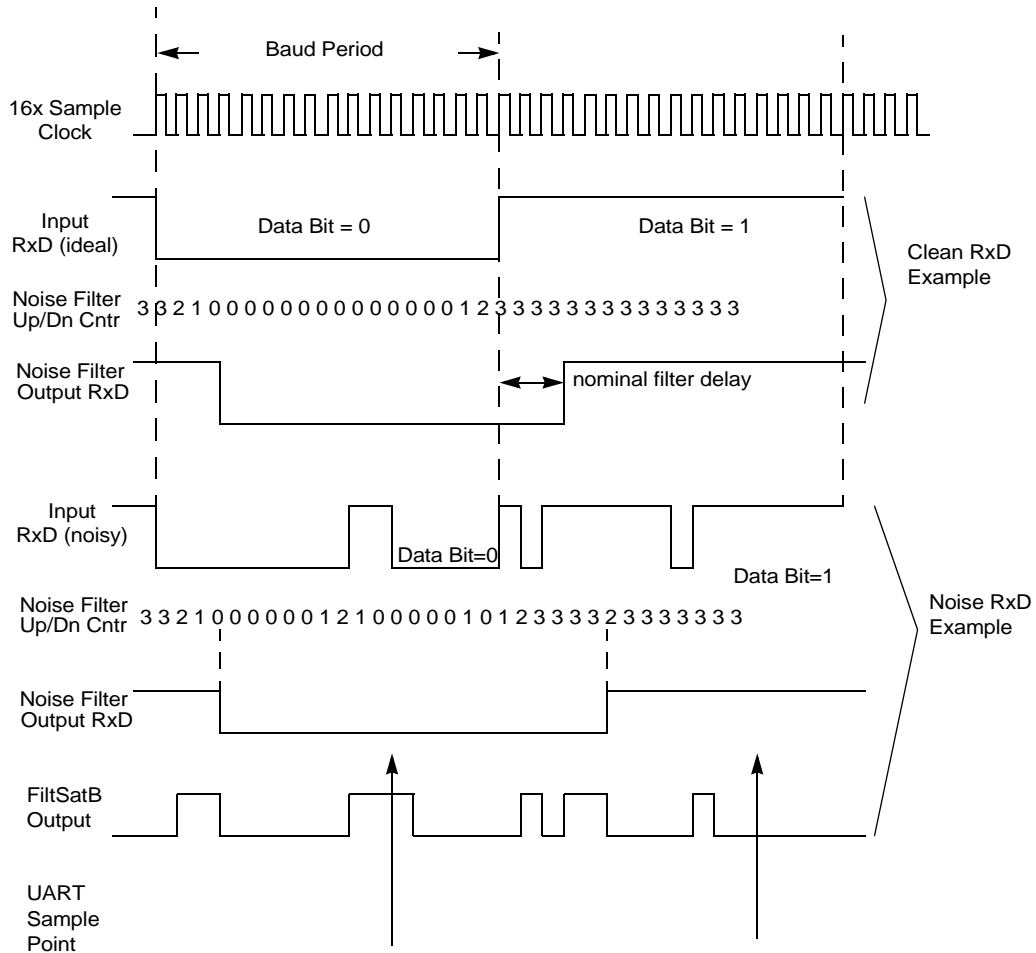 Baud Period
16x Sample
Clock
Input
RxD (ideal)
Data Bit = 0
Data Bit = 1
Clean RxD
Example
Noise Filter
Up/Dn Cntr
3 3 2 1 0 0 0 0 0 0 0 0 0 0 0 0 0 0 1 2 3 3 3 3 3 3 3 3 3 3 3 3 3 3
Noise Filter
Output RxD
nominal filter delay
Input
RxD (noisy)
Data Bit=0
Data Bit=1
Noise RxD
Example
Noise Filter
Up/Dn Cntr
3 3 2 1 0 0 0 0 0 0 1 2 1 0 0 0 0 0 1 0 1 2 3 3 3 3 2 3 3 3 3 3 3 3
Noise Filter
Output RxD
FiltSatB
Output
UART
Sample
Point